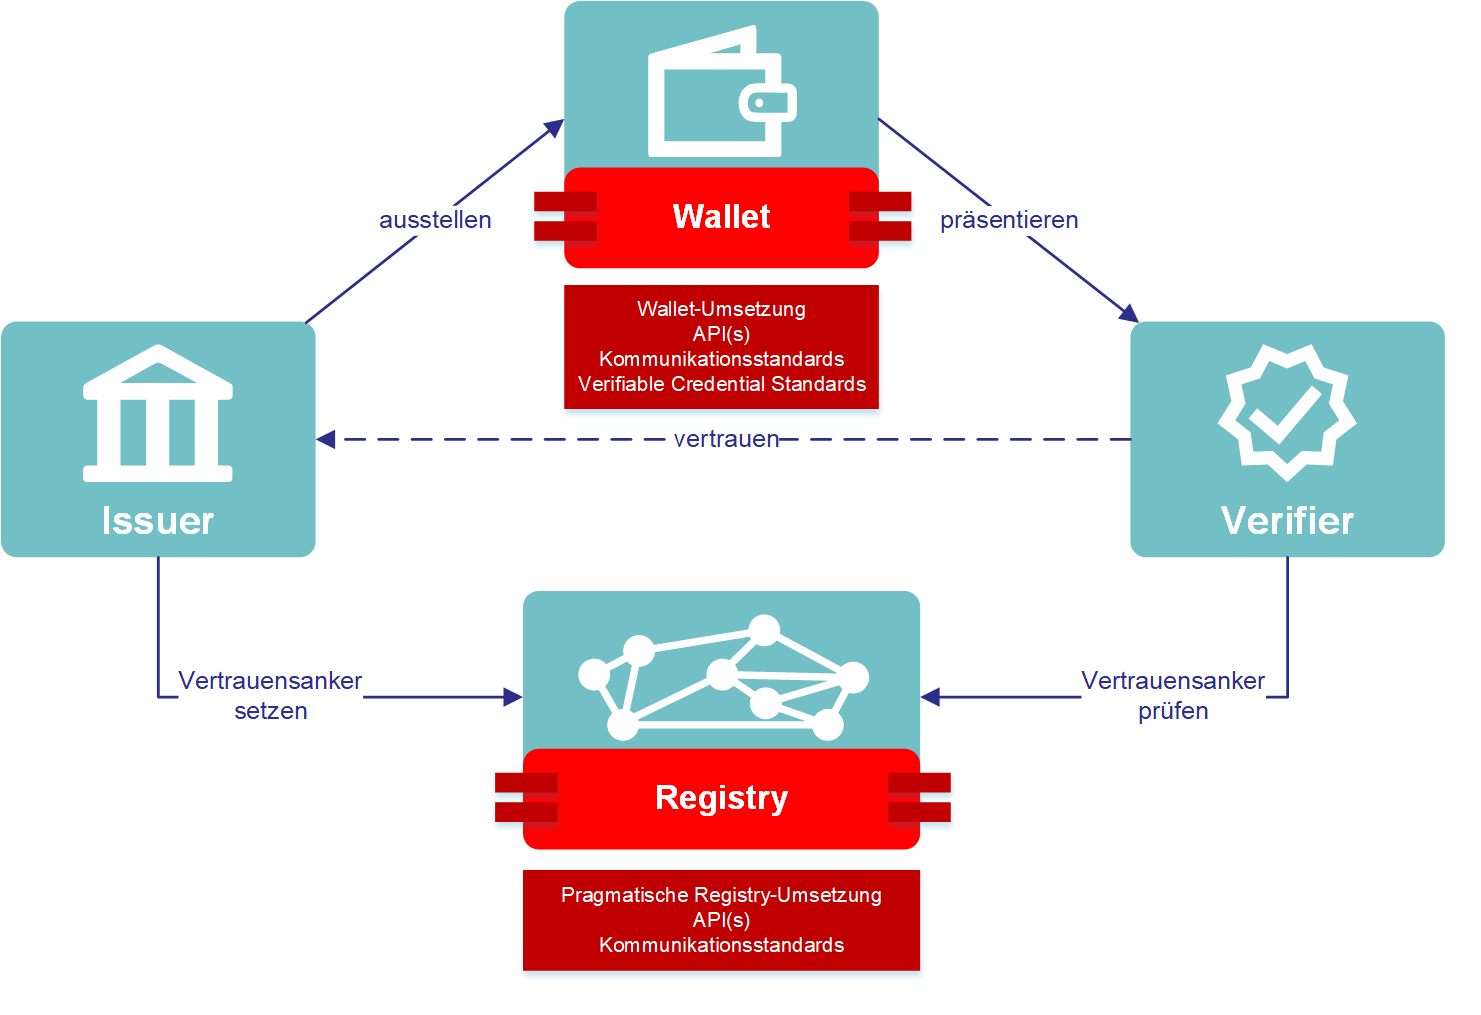 Wallet
ausstellen
präsentieren
Wallet-Umsetzung
API(s)
Kommunikationsstandards
Verifiable Credential Standards
vertrauen
Issuer
Verifier
Vertrauensanker
setzen
Vertrauensanker
prüfen
Registry
Pragmatische Registry-Umsetzung
API(s)
Kommunikationsstandards